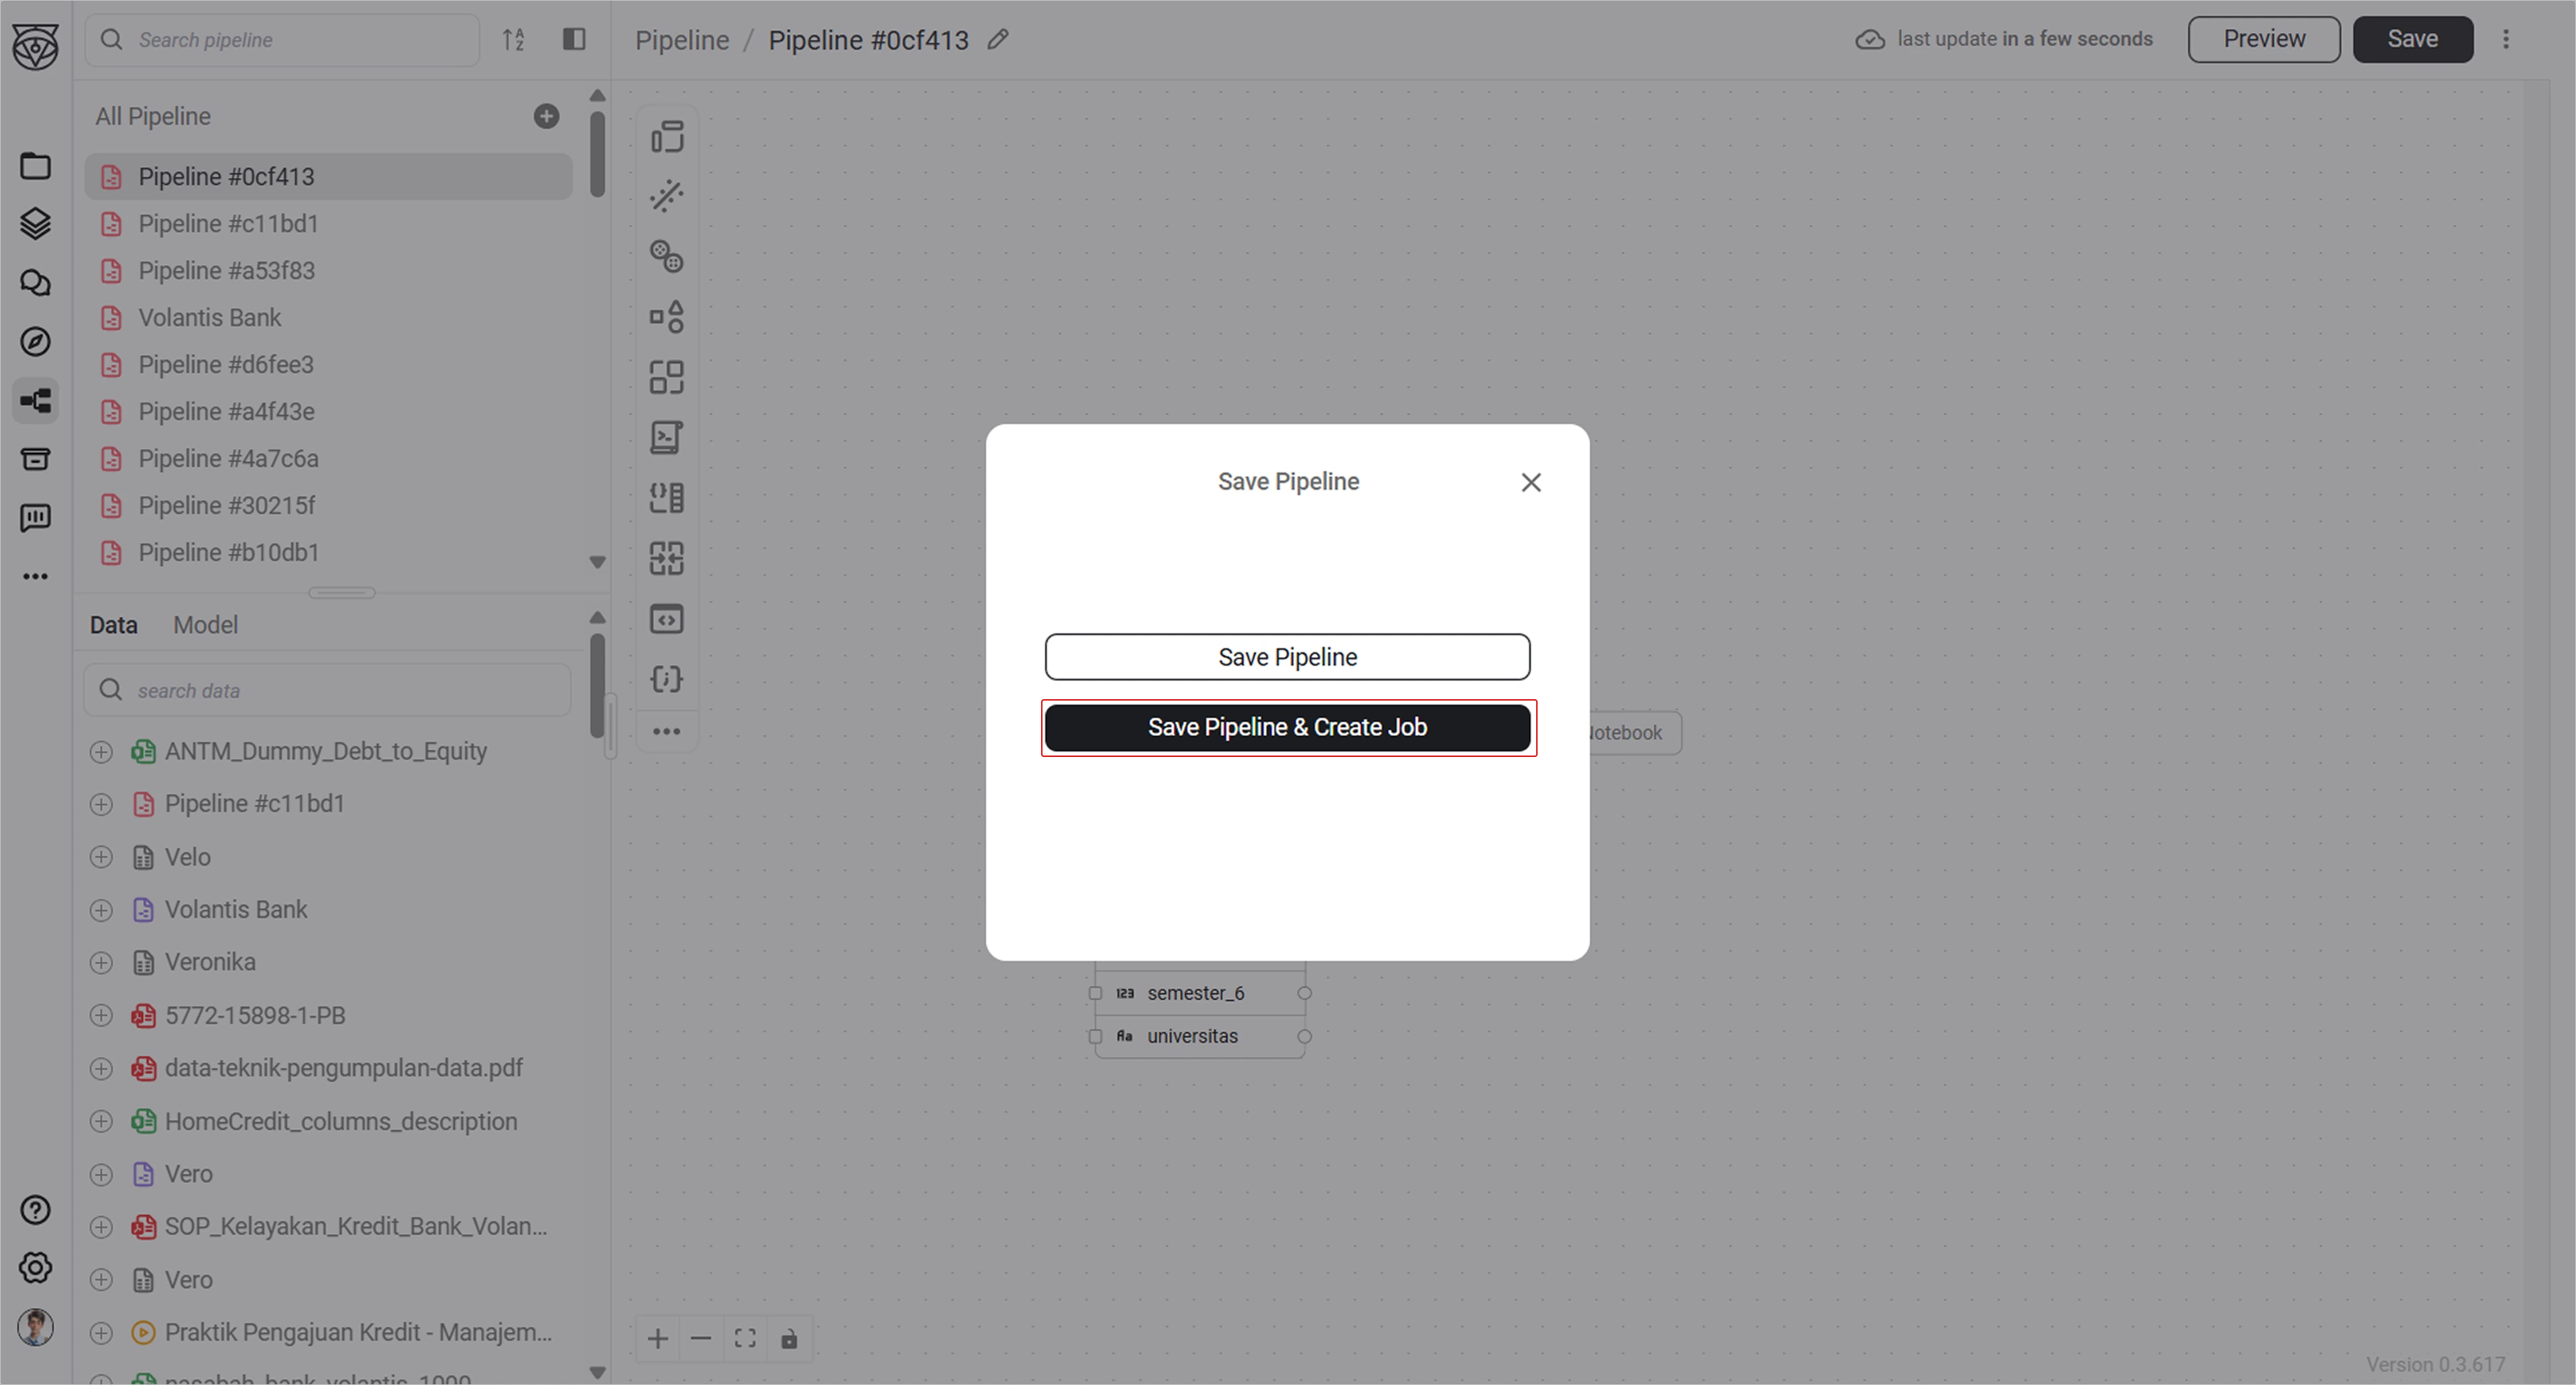 Search pipeline
Pipeline / Pipeline #0cf413
last update in a few seconds
Preview
Save
All Pipeline
Pipeline #0cf413
Pipeline #c11bd1
Pipeline #a53f83
Volantis Bank
Pipeline #d6fee3
Pipeline #a4f43e
Pipeline #4a7c6a
Pipeline #30215f
Pipeline #b10db1
Data Model
search data
ANTM_Dummy_Debt_to_Equity
Pipeline #c11bd1
Velo
Volantis Bank
Veronika
5772-15898-1-PB
data-teknik-pengumpulan-data.pdf
HomeCredit_columns_description
Vero
SOP_Kelayakan_Kredit_Bank_Volan...
Vero
Praktik Pengajuan Kredit - Manajem...
nasabah_bank_volantis_1000
Save Pipeline
Save Pipeline
Save Pipeline & Create Job
123 semester_6
Aa universitas
Version 0.3.617